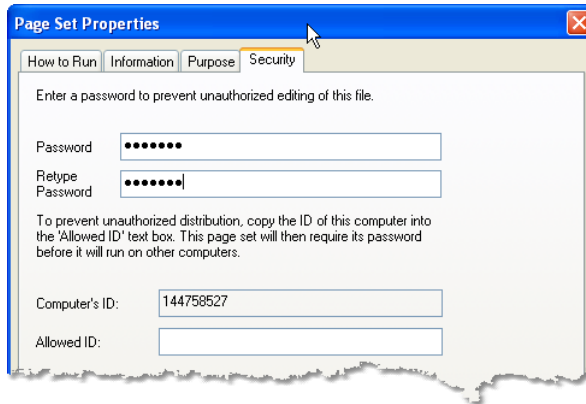 Page Set Properties
How to Run Information Purpose Security
Enter a password to prevent unauthorized editing of this file.
Password •••••••
Retype
Password •••••••
To prevent unauthorized distribution, copy the ID of this computer into
the 'Allowed ID' text box. This page set will then require its password
before it will run on other computers.
Computer's ID: 144758527
Allowed ID: